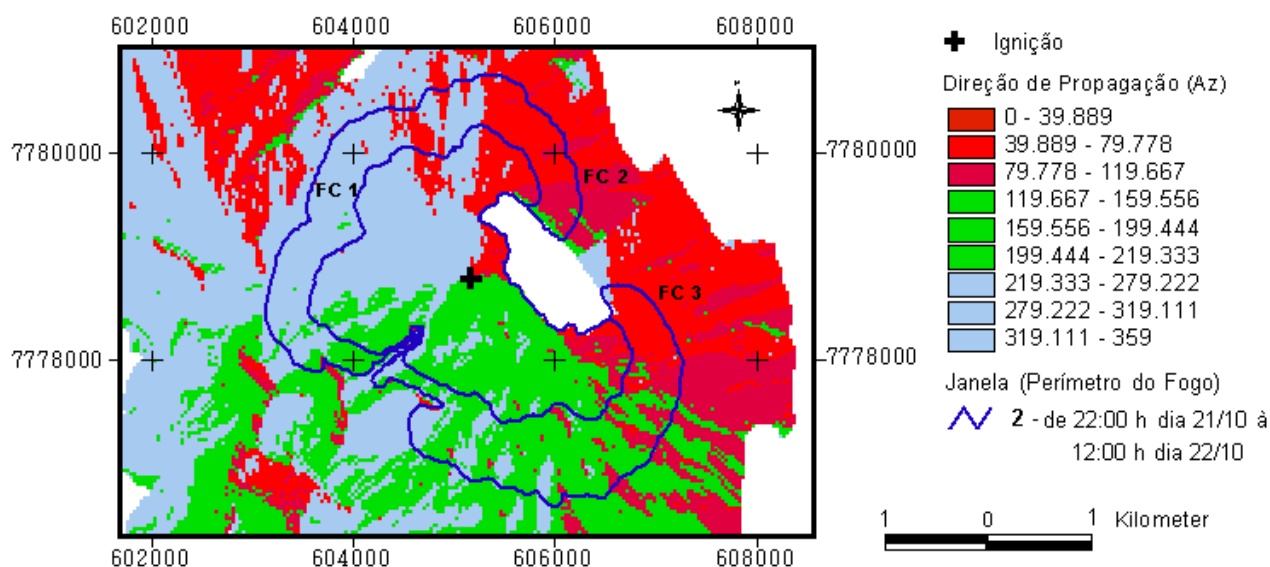 602000 604000 606000 608000
7780000 7780000
7778000 7778000
FC 1
FC 2
FC 3
602000 604000 606000 608000
Ignição
Direção de Propagação (Az)
0 - 39.889
39.889 - 79.778
79.778 - 119.667
119.667 - 159.556
159.556 - 199.444
199.444 - 219.333
219.333 - 279.222
279.222 - 319.111
319.111 - 359
Janela (Perímetro do Fogo)
2 - de 22:00 h dia 21/10 à
12:00 h dia 22/10
1 0 1 Kilometer